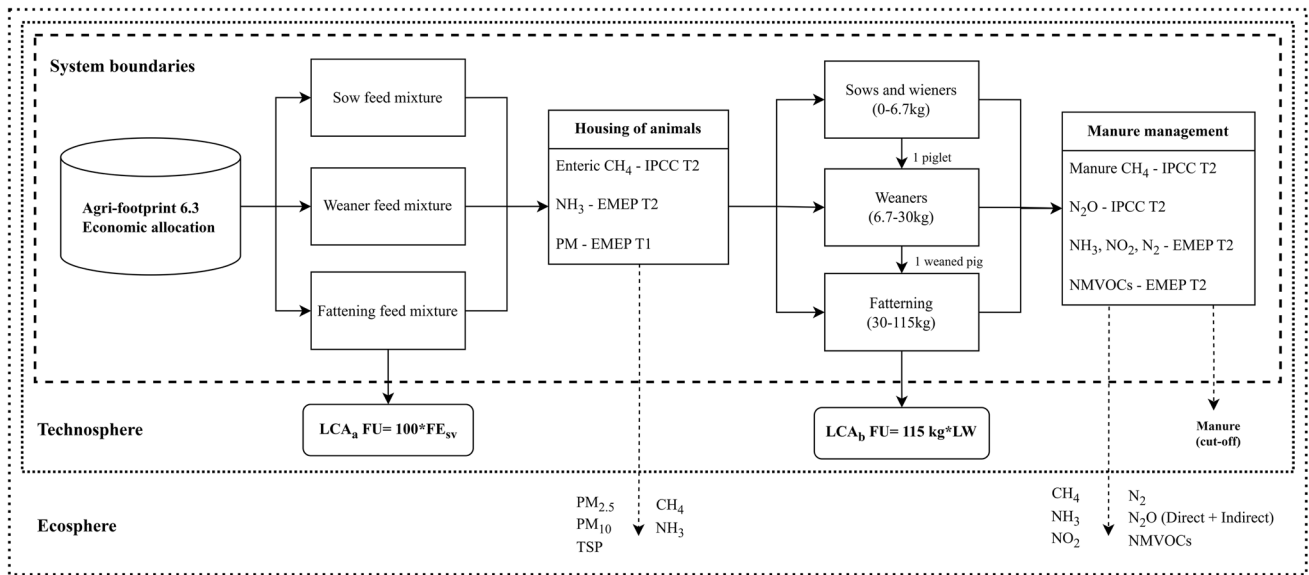 System boundaries
Agri-footprint 6.3
Economic allocation
Sow feed mixture
Weaner feed mixture
Fattening feed mixture
Housing of animals
Enteric CH₄ - IPCC T2
NH₃ - EMEP T2
PM - EMEP T1
Sows and wieners
(0-6.7kg)
1 piglet
Weaners
(6.7-30kg)
1 weaned pig
Fatterning
(30-115kg)
Manure management
Manure CH₄ - IPCC T2
N₂O - IPCC T2
NH₃, NO₂, N₂ - EMEP T2
NMVOCs - EMEP T2
Technosphere
LCAₐ FU= 100*FEsv
LCAb FU= 115 kg*LW
Manure
(cut-off)
Ecosphere
PM₂.₅
PM₁₀
TSP
CH₄
NH₃
CH₄
NH₃
NO₂
N₂
N₂O (Direct + Indirect)
NMVOCs